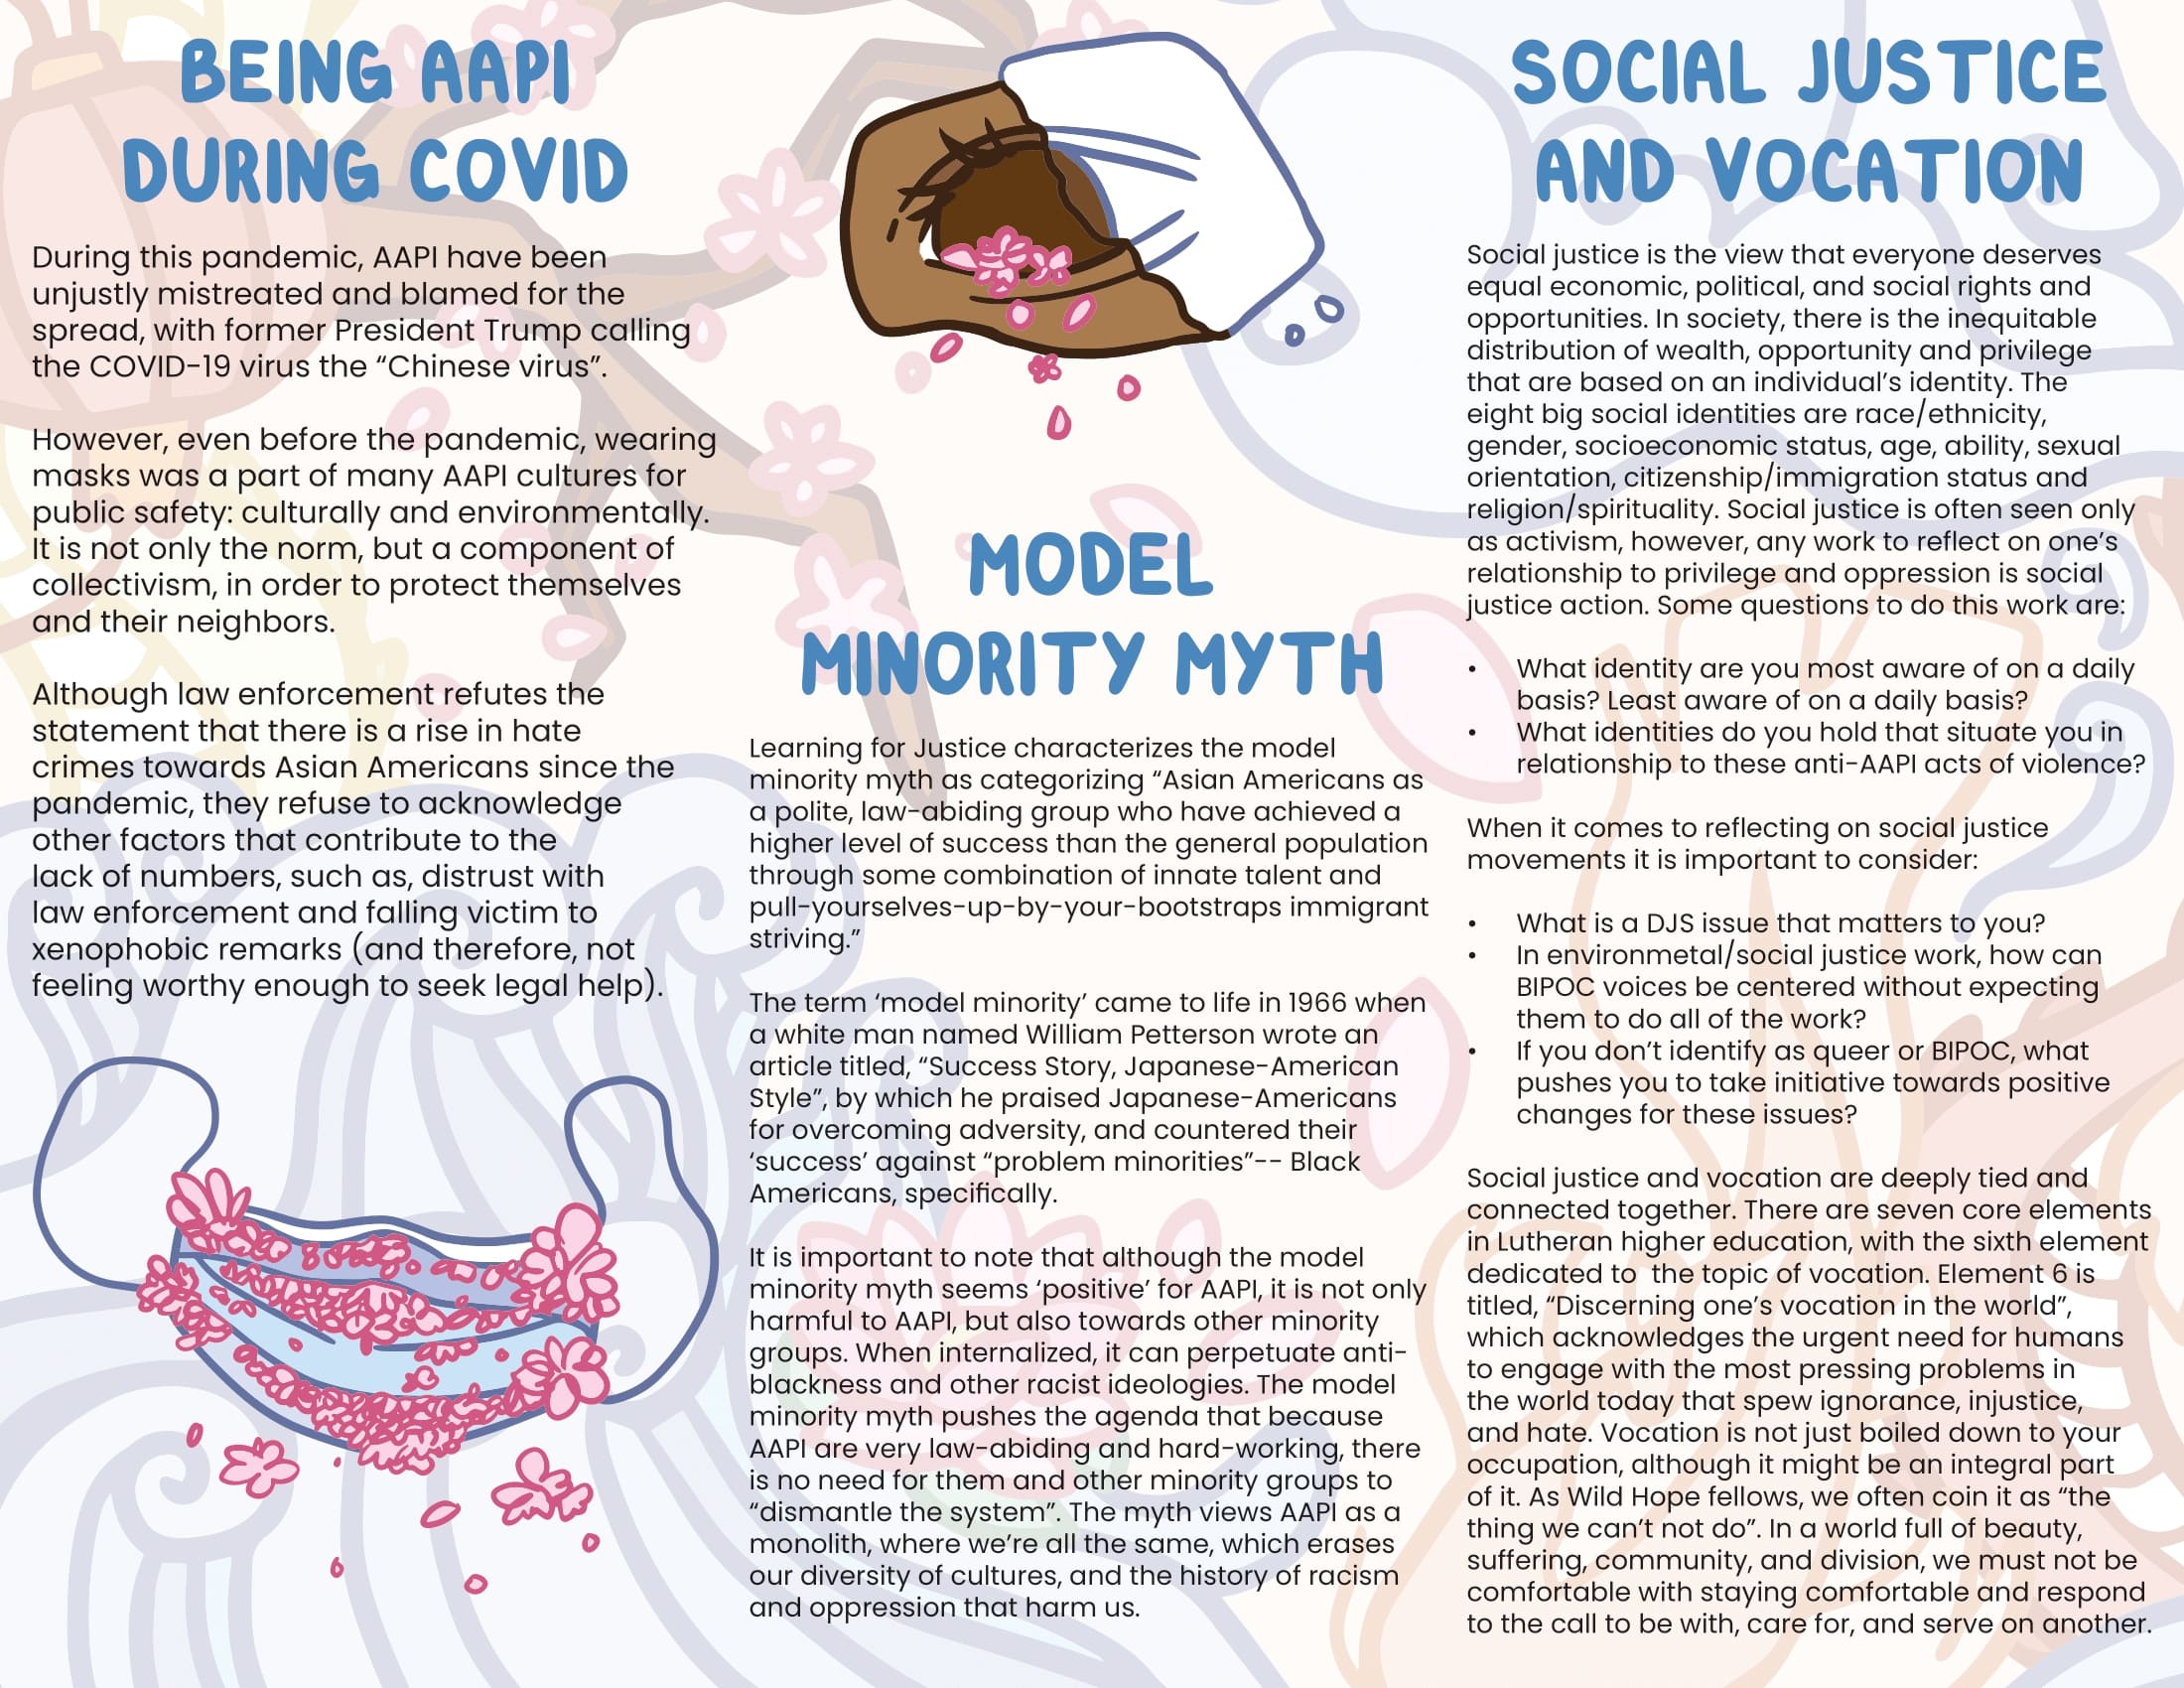 BEING AAPI
DURING COVID
During this pandemic, AAPI have been
unjustly mistreated and blamed for the
spread, with former President Trump calling
the COVID-19 virus the “Chinese virus”.
However, even before the pandemic, wearing
masks was a part of many AAPI cultures for
public safety: culturally and environmentally.
It is not only the norm, but a component of
collectivism, in order to protect themselves
and their neighbors.
Although law enforcement refutes the
statement that there is a rise in hate
crimes towards Asian Americans since the
pandemic, they refuse to acknowledge
other factors that contribute to the
lack of numbers, such as, distrust with
law enforcement and falling victim to
xenophobic remarks (and therefore, not
feeling worthy enough to seek legal help).
MODEL
MINORITY MYTH
Learning for Justice characterizes the model
minority myth as categorizing “Asian Americans as
a polite, law-abiding group who have achieved a
higher level of success than the general population
through some combination of innate talent and
pull-yourselves-up-by-your-bootstraps immigrant
striving.”
The term ‘model minority’ came to life in 1966 when
a white man named William Petterson wrote an
article titled, “Success Story, Japanese-American
Style”, by which he praised Japanese-Americans
for overcoming adversity, and countered their
‘success’ against “problem minorities”-- Black
Americans, specifically.
It is important to note that although the model
minority myth seems ‘positive’ for AAPI, it is not only
harmful to AAPI, but also towards other minority
groups. When internalized, it can perpetuate anti-
blackness and other racist ideologies. The model
minority myth pushes the agenda that because
AAPI are very law-abiding and hard-working, there
is no need for them and other minority groups to
“dismantle the system”. The myth views AAPI as a
monolith, where we’re all the same, which erases
our diversity of cultures, and the history of racism
and oppression that harm us.
SOCIAL JUSTICE
AND VOCATION
Social justice is the view that everyone deserves
equal economic, political, and social rights and
opportunities. In society, there is the inequitable
distribution of wealth, opportunity and privilege
that are based on an individual’s identity. The
eight big social identities are race/ethnicity,
gender, socioeconomic status, age, ability, sexual
orientation, citizenship/immigration status and
religion/spirituality. Social justice is often seen only
as activism, however, any work to reflect on one’s
relationship to privilege and oppression is social
justice action. Some questions to do this work are:
• What identity are you most aware of on a daily
basis? Least aware of on a daily basis?
• What identities do you hold that situate you in
relationship to these anti-AAPI acts of violence?
When it comes to reflecting on social justice
movements it is important to consider:
• What is a DJS issue that matters to you?
• In environmetal/social justice work, how can
BIPOC voices be centered without expecting
them to do all of the work?
• If you don’t identify as queer or BIPOC, what
pushes you to take initiative towards positive
changes for these issues?
Social justice and vocation are deeply tied and
connected together. There are seven core elements
in Lutheran higher education, with the sixth element
dedicated to  the topic of vocation. Element 6 is
titled, “Discerning one’s vocation in the world”,
which acknowledges the urgent need for humans
to engage with the most pressing problems in
the world today that spew ignorance, injustice,
and hate. Vocation is not just boiled down to your
occupation, although it might be an integral part
of it. As Wild Hope fellows, we often coin it as “the
thing we can’t not do”. In a world full of beauty,
suffering, community, and division, we must not be
comfortable with staying comfortable and respond
to the call to be with, care for, and serve on another.